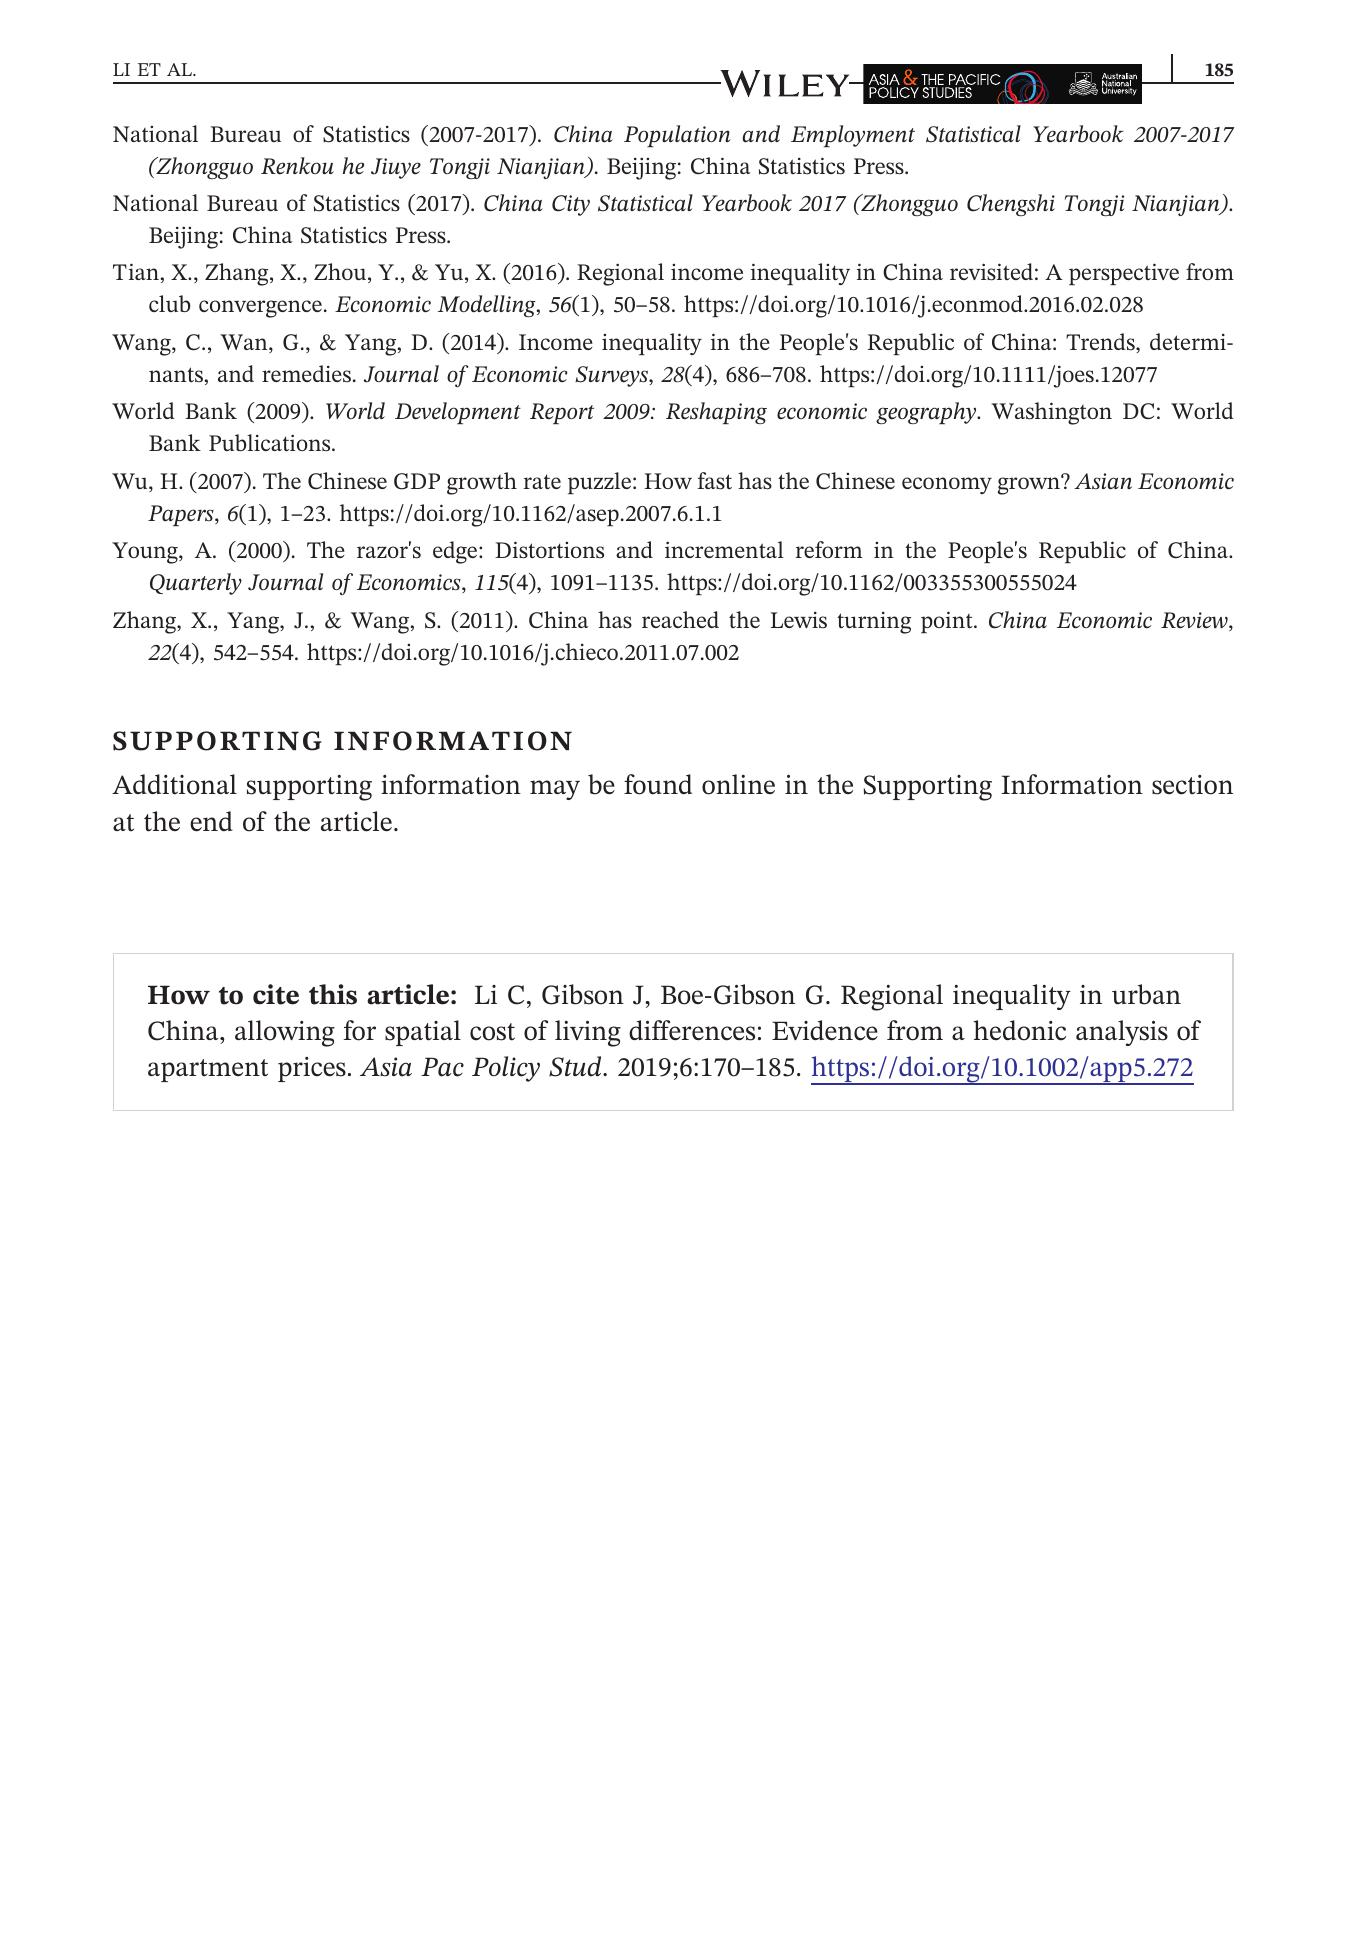 LI ET AL.
WILEY
ASIA & THE PACIFIC
POLICY STUDIES
Australian
National
University
185
National Bureau of Statistics (2007-2017). China Population and Employment Statistical Yearbook 2007-2017
(Zhongguo Renkou he Jiuye Tongji Nianjian). Beijing: China Statistics Press.
National Bureau of Statistics (2017). China City Statistical Yearbook 2017 (Zhongguo Chengshi Tongji Nianjian).
Beijing: China Statistics Press.
Tian, X., Zhang, X., Zhou, Y., & Yu, X. (2016). Regional income inequality in China revisited: A perspective from
club convergence. Economic Modelling, 56(1), 50–58. https://doi.org/10.1016/j.econmod.2016.02.028
Wang, C., Wan, G., & Yang, D. (2014). Income inequality in the People's Republic of China: Trends, determi-
nants, and remedies. Journal of Economic Surveys, 28(4), 686–708. https://doi.org/10.1111/joes.12077
World Bank (2009). World Development Report 2009: Reshaping economic geography. Washington DC: World
Bank Publications.
Wu, H. (2007). The Chinese GDP growth rate puzzle: How fast has the Chinese economy grown? Asian Economic
Papers, 6(1), 1–23. https://doi.org/10.1162/asep.2007.6.1.1
Young, A. (2000). The razor's edge: Distortions and incremental reform in the People's Republic of China.
Quarterly Journal of Economics, 115(4), 1091–1135. https://doi.org/10.1162/003355300555024
Zhang, X., Yang, J., & Wang, S. (2011). China has reached the Lewis turning point. China Economic Review,
22(4), 542–554. https://doi.org/10.1016/j.chieco.2011.07.002
SUPPORTING INFORMATION
Additional supporting information may be found online in the Supporting Information section
at the end of the article.
How to cite this article: Li C, Gibson J, Boe-Gibson G. Regional inequality in urban
China, allowing for spatial cost of living differences: Evidence from a hedonic analysis of
apartment prices. Asia Pac Policy Stud. 2019;6:170–185. https://doi.org/10.1002/app5.272